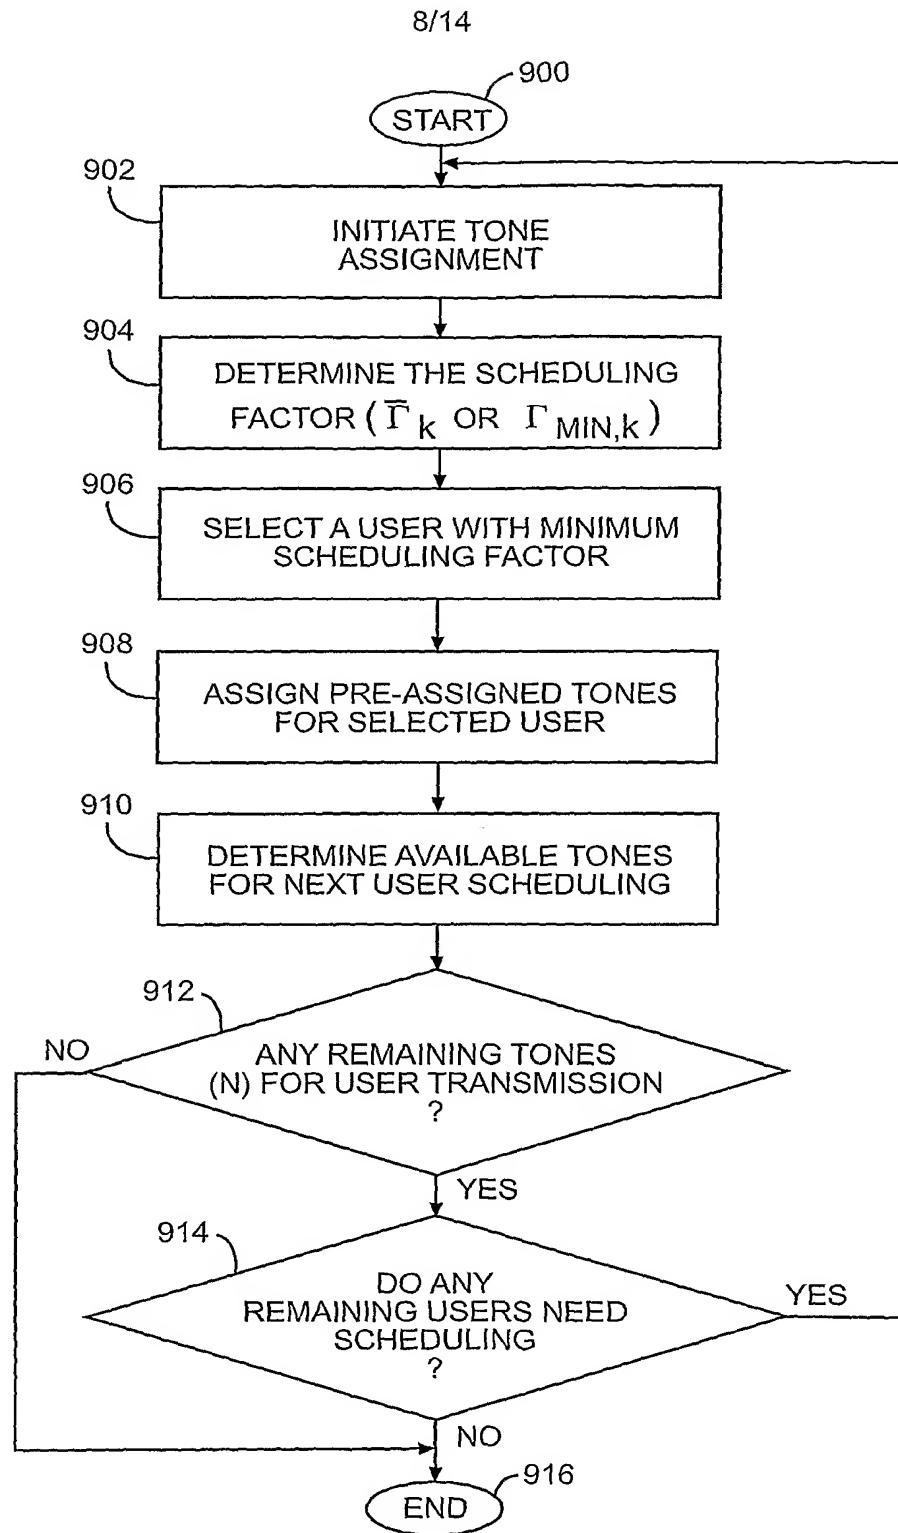 8/14
900
START
902
INITIATE TONE
ASSIGNMENT
904
DETERMINE THE SCHEDULING
FACTOR ( Γ̅ k OR Γ MIN,k )
906
SELECT A USER WITH MINIMUM
SCHEDULING FACTOR
908
ASSIGN PRE-ASSIGNED TONES
FOR SELECTED USER
910
DETERMINE AVAILABLE TONES
FOR NEXT USER SCHEDULING
912
NO
ANY REMAINING TONES
(N) FOR USER TRANSMISSION
?
YES
914
DO ANY
REMAINING USERS NEED
SCHEDULING
?
YES
NO
916
END